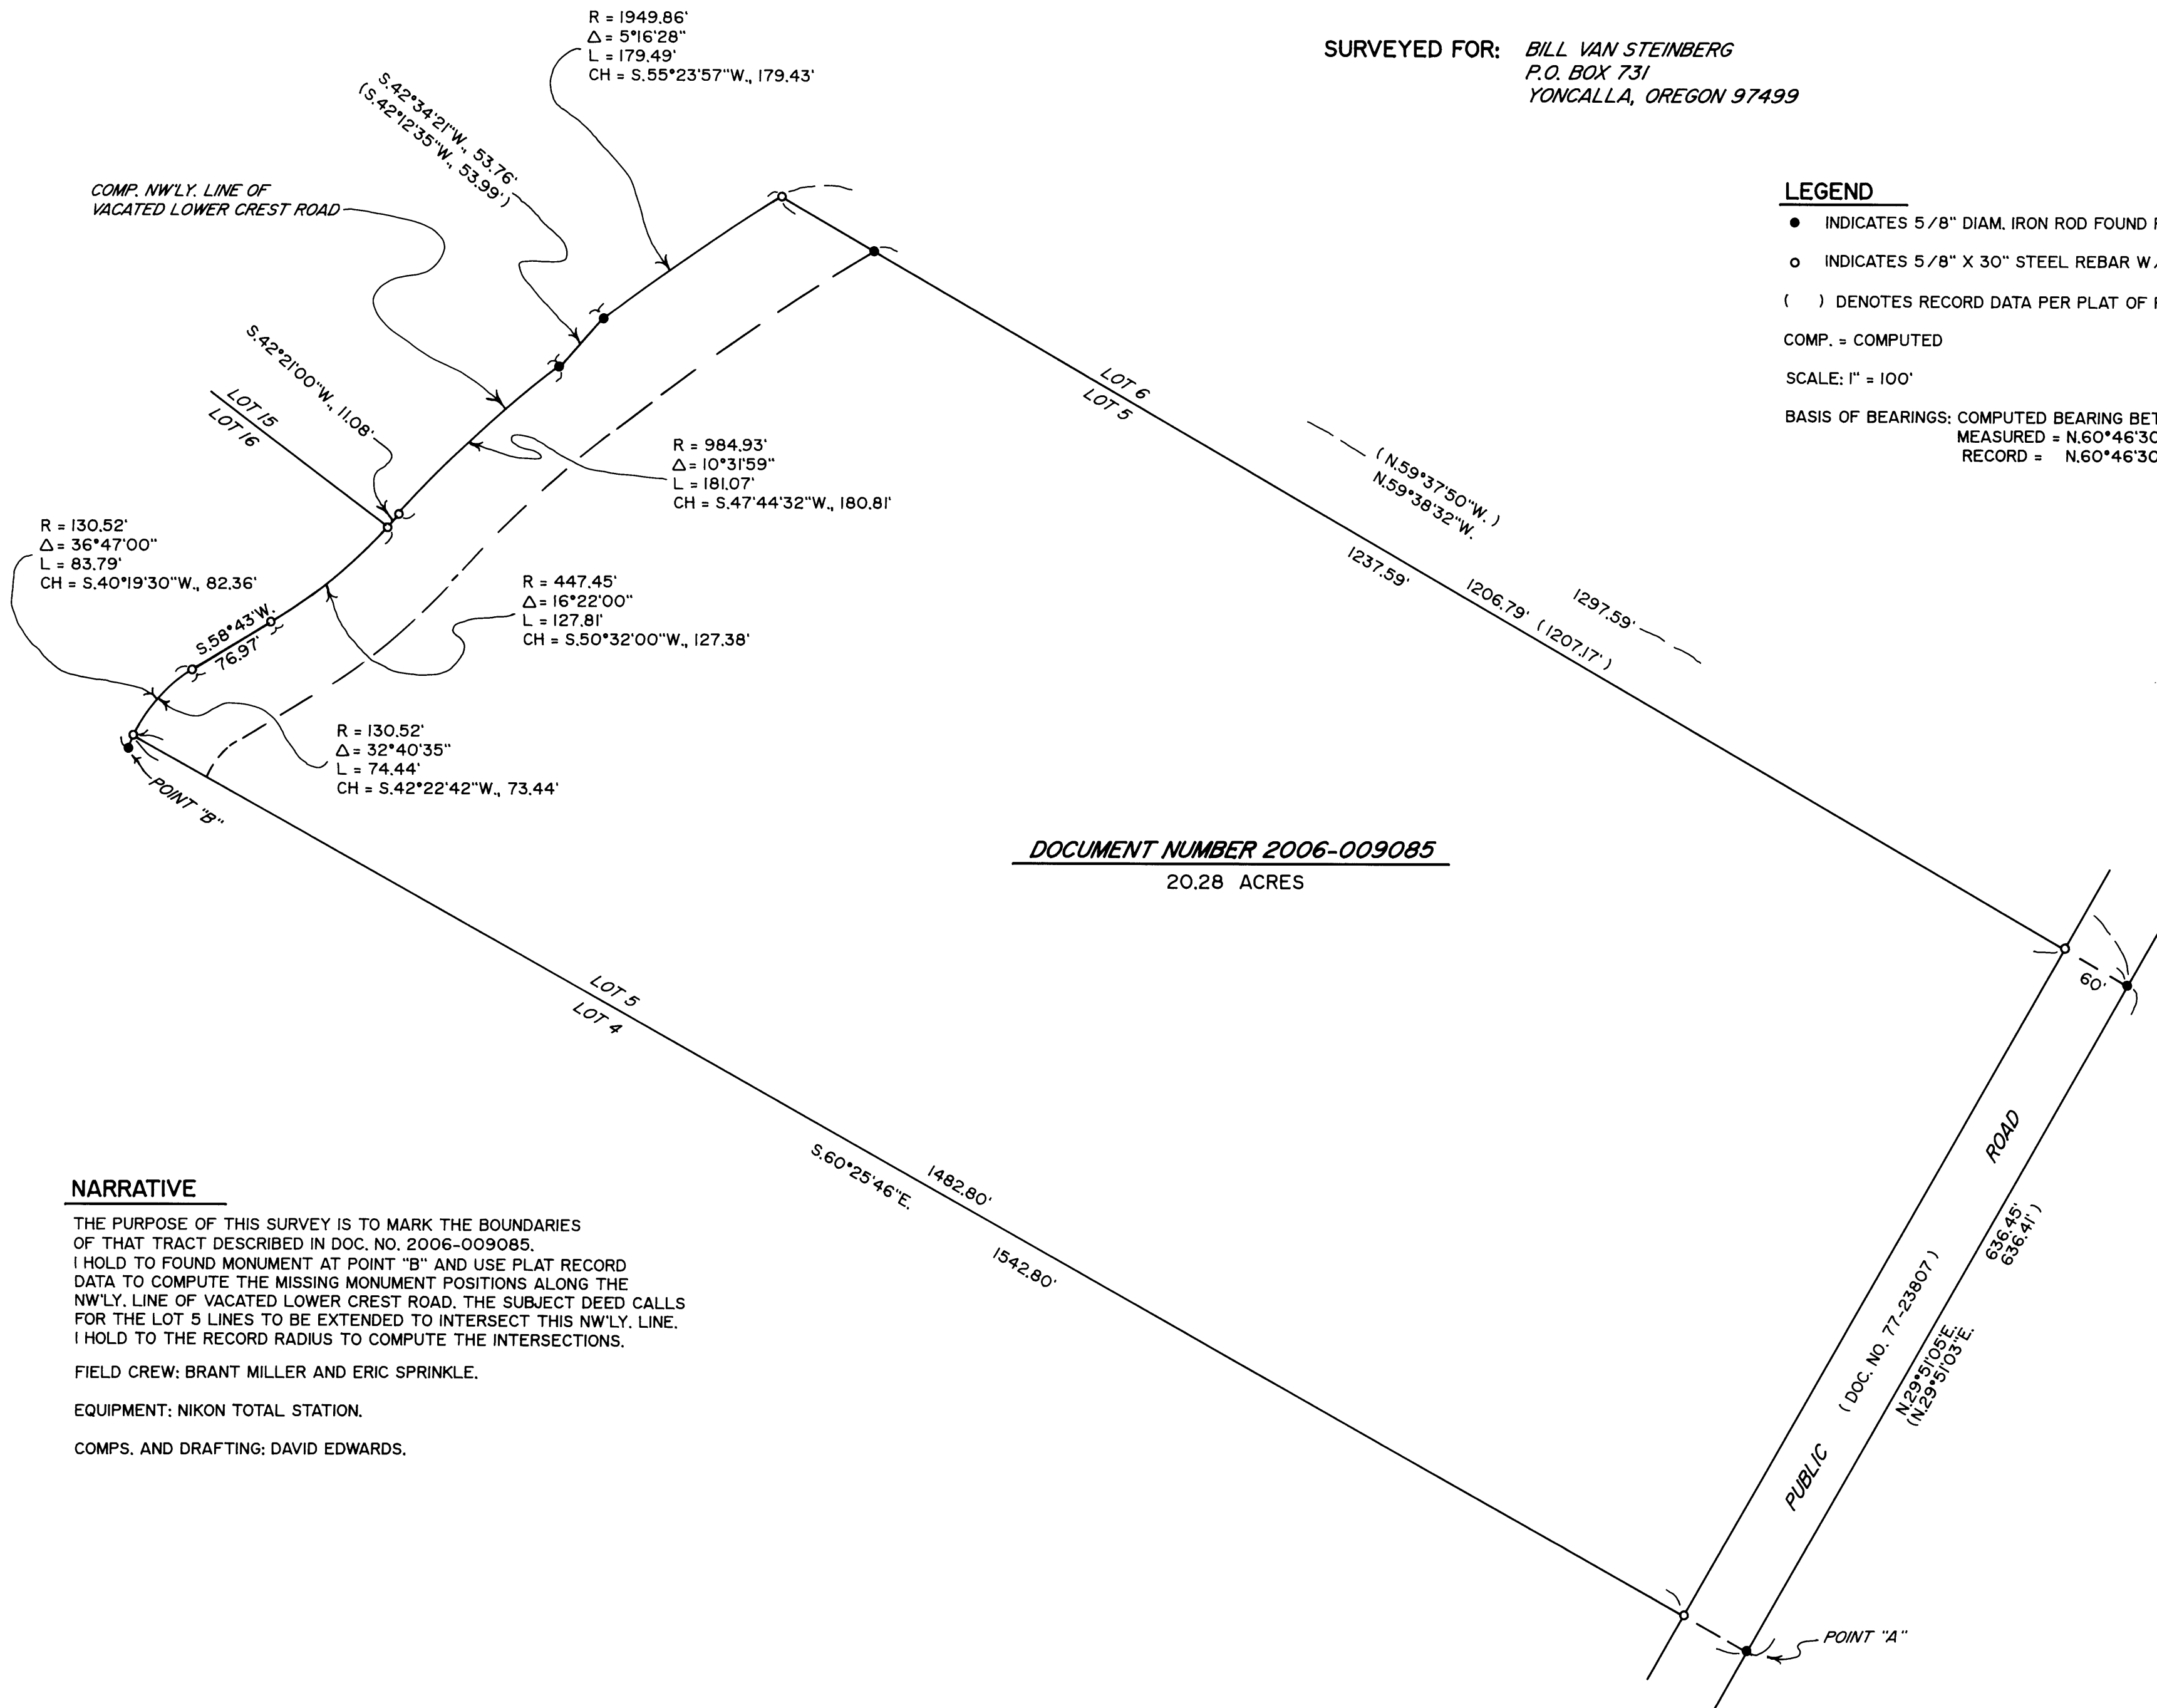 R = 1949.86'
Δ = 5°16'28"
L = 179.49'
CH = S.55°23'57"W., 179.43'
SURVEYED FOR: BILL VAN STEINBERG
P.O. BOX 731
YONCALLA, OREGON 97499
S.42°34'21"W., 53.76'
(S.42°12'35"W., 53.99')
COMP. NW'LY. LINE OF
VACATED LOWER CREST ROAD
LEGEND
● INDICATES 5/8" DIAM. IRON ROD FOUND
○ INDICATES 5/8" X 30" STEEL REBAR W/
( ) DENOTES RECORD DATA PER PLAT OF
COMP. = COMPUTED
SCALE: 1" = 100'
BASIS OF BEARINGS: COMPUTED BEARING BET
MEASURED = N.60°46'30
RECORD = N.60°46'30
S.42°21'00"W., 11.08'
LOT 15
LOT 16
LOT 6
LOT 5
R = 984.93'
Δ = 10°31'59"
L = 181.07'
CH = S.47°44'32"W., 180.81'
(N.59°37'50"W.)
N.59°38'32"W.
1237.59'
1206.79' (1207.17')
1297.59'
R = 130.52'
Δ = 36°47'00"
L = 83.79'
CH = S.40°19'30"W., 82.36'
R = 447.45'
Δ = 16°22'00"
L = 127.81'
CH = S.50°32'00"W., 127.38'
S.58°43'W.
76.97'
R = 130.52'
Δ = 32°40'35"
L = 74.44'
CH = S.42°22'42"W., 73.44'
POINT "B"
DOCUMENT NUMBER 2006-009085
20.28 ACRES
60'
LOT 5
LOT 4
S.60°25'46"E.
1482.80'
1542.80'
PUBLIC ROAD
(DOC. NO. 77-23807)
636.45'
636.41')
N.29°51'05"E.
(N.29°51'03"E.
POINT "A"
NARRATIVE
THE PURPOSE OF THIS SURVEY IS TO MARK THE BOUNDARIES
OF THAT TRACT DESCRIBED IN DOC. NO. 2006-009085.
I HOLD TO FOUND MONUMENT AT POINT "B" AND USE PLAT RECORD
DATA TO COMPUTE THE MISSING MONUMENT POSITIONS ALONG THE
NW'LY. LINE OF VACATED LOWER CREST ROAD. THE SUBJECT DEED CALLS
FOR THE LOT 5 LINES TO BE EXTENDED TO INTERSECT THIS NW'LY. LINE.
I HOLD TO THE RECORD RADIUS TO COMPUTE THE INTERSECTIONS.
FIELD CREW: BRANT MILLER AND ERIC SPRINKLE.
EQUIPMENT: NIKON TOTAL STATION.
COMPS. AND DRAFTING: DAVID EDWARDS.